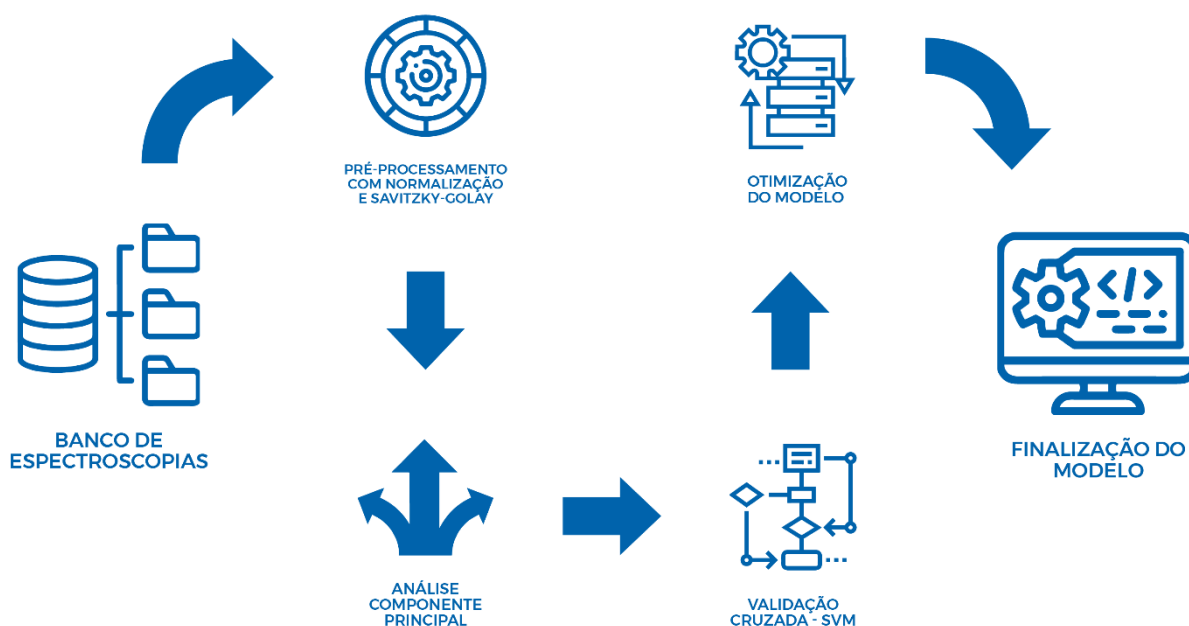 PRÉ-PROCESSAMENTO
COM NORMALIZAÇÃO
E SAVITZKY-GOLAY
OTIMIZAÇÃO
DO MODELO
BANCO DE
ESPECTROSCOPIAS
FINALIZAÇÃO DO
MODELO
ANÁLISE
COMPONENTE
PRINCIPAL
VALIDAÇÃO
CRUZADA - SVM